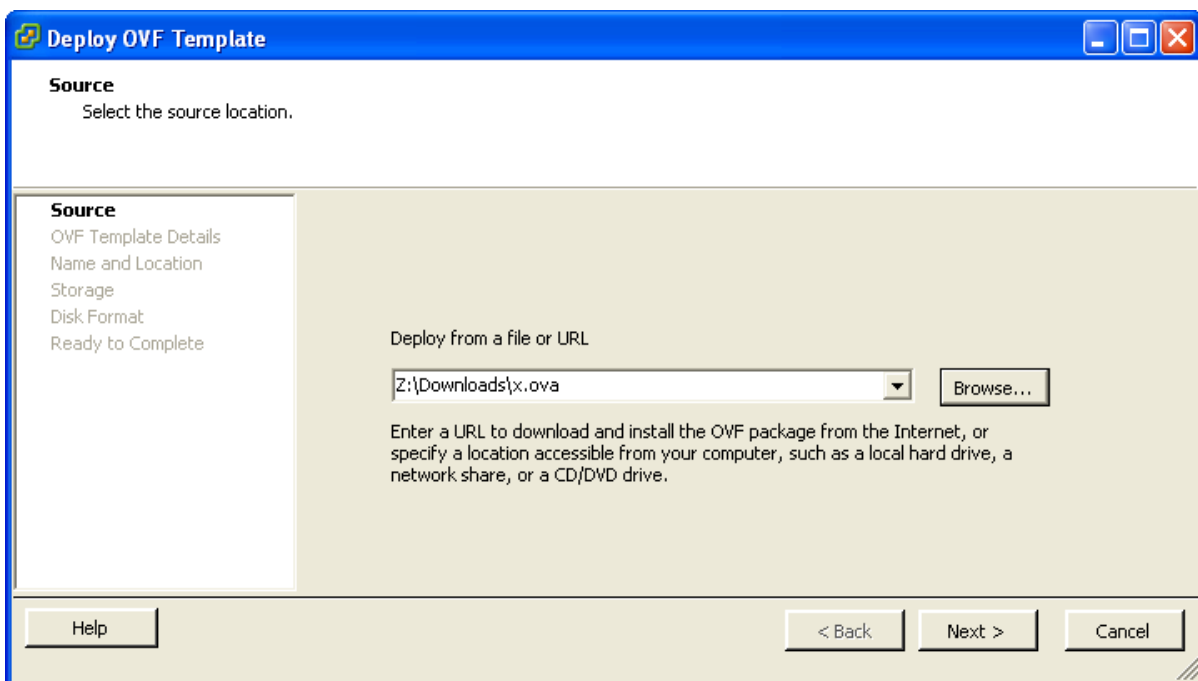 Deploy OVF Template
Source
Select the source location.
Source
OVF Template Details
Name and Location
Storage
Disk Format
Ready to Complete
Deploy from a file or URL
Z:\Downloads\x.ova
Browse...
Enter a URL to download and install the OVF package from the Internet, or
specify a location accessible from your computer, such as a local hard drive, a
network share, or a CD/DVD drive.
Help
< Back
Next >
Cancel